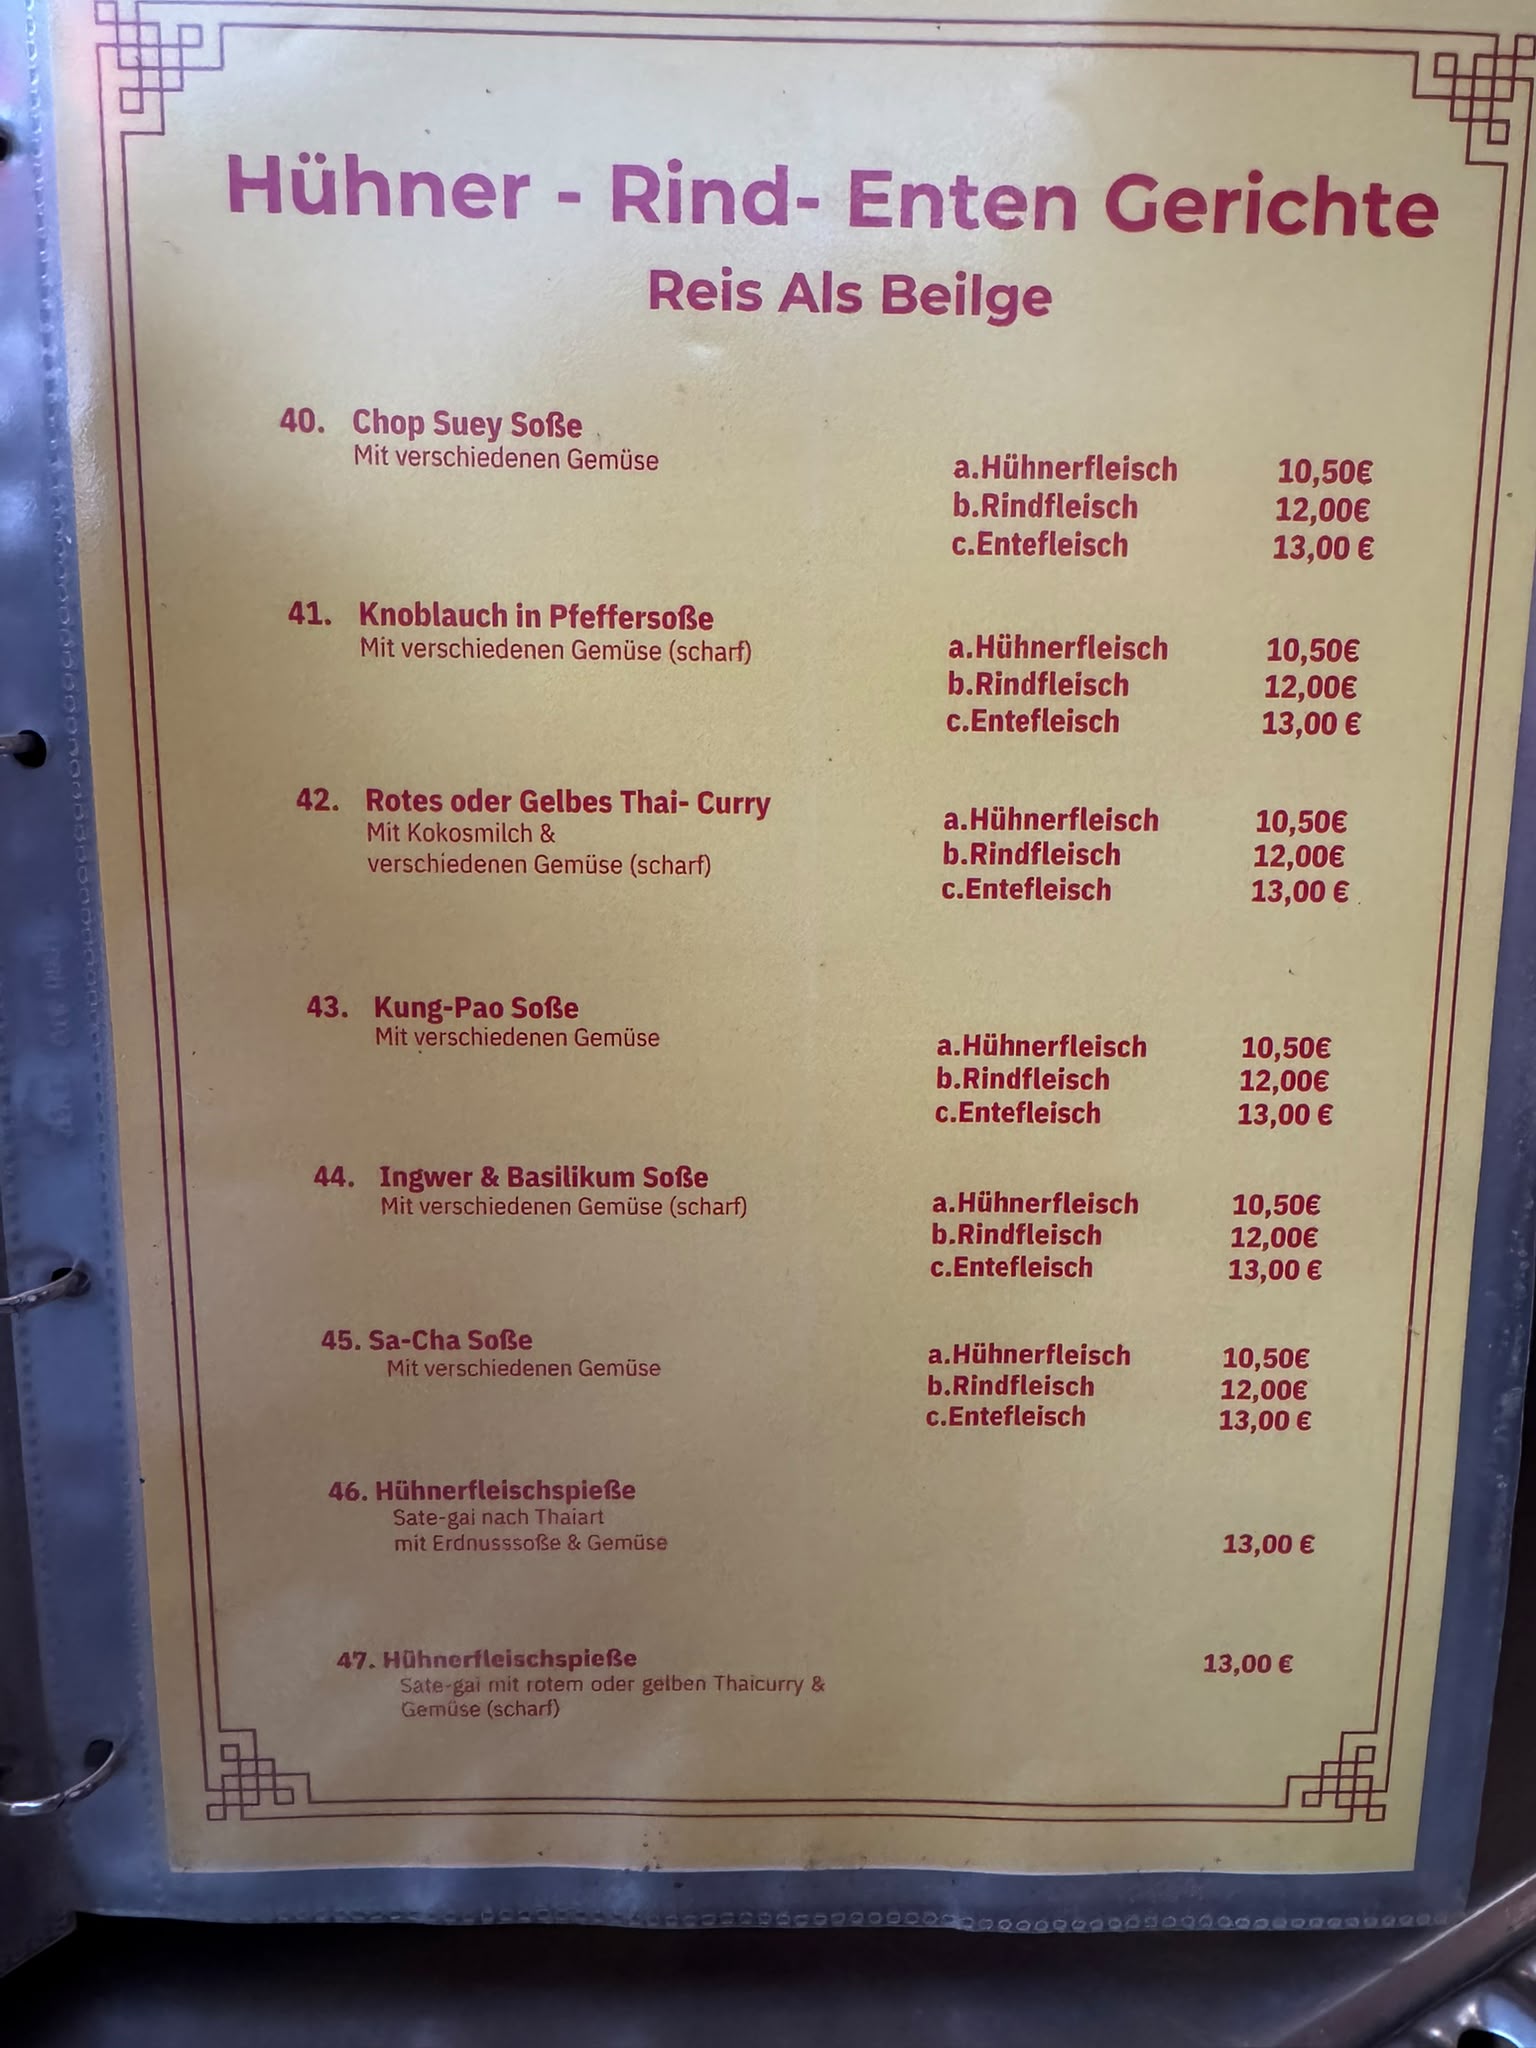 Hühner - Rind- Enten Gerichte
Reis Als Beilge
40. Chop Suey Soße
Mit verschiedenen Gemüse
a.Hühnerfleisch 10,50€
b.Rindfleisch 12,00€
c.Entefleisch 13,00 €
41. Knoblauch in Pfeffersoße
Mit verschiedenen Gemüse (scharf)
a.Hühnerfleisch 10,50€
b.Rindfleisch 12,00€
c.Entefleisch 13,00 €
42. Rotes oder Gelbes Thai- Curry
Mit Kokosmilch &
verschiedenen Gemüse (scharf)
a.Hühnerfleisch 10,50€
b.Rindfleisch 12,00€
c.Entefleisch 13,00 €
43. Kung-Pao Soße
Mit verschiedenen Gemüse
a.Hühnerfleisch 10,50€
b.Rindfleisch 12,00€
c.Entefleisch 13,00 €
44. Ingwer & Basilikum Soße
Mit verschiedenen Gemüse (scharf)
a.Hühnerfleisch 10,50€
b.Rindfleisch 12,00€
c.Entefleisch 13,00 €
45. Sa-Cha Soße
Mit verschiedenen Gemüse
a.Hühnerfleisch 10,50€
b.Rindfleisch 12,00€
c.Entefleisch 13,00 €
46. Hühnerfleischspieße
Sate-gai nach Thaiart
mit Erdnusssoße & Gemüse 13,00 €
47. Hühnerfleischspieße 13,00 €
Sate-gai mit rotem oder gelben Thaicurry &
Gemüse (scharf)